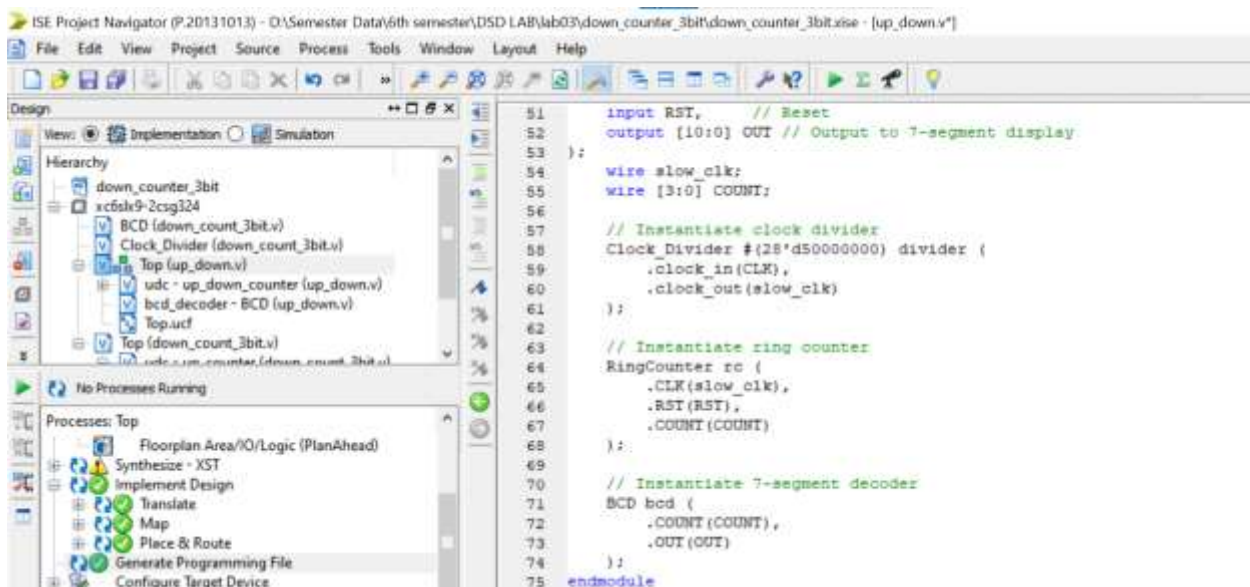 ISE Project Navigator (P.20131013) - D:\Semester Data\6th semester\DSD LAB\lab03\down_counter_3bit\down_counter_3bit.xise - [up_down.v*]
File Edit View Project Source Process Tools Window Layout Help
Design
View: Implementation Simulation
Hierarchy
down_counter_3bit
xc6slx9-2csg324
BCD (down_count_3bit.v)
Clock_Divider (down_count_3bit.v)
Top (up_down.v)
udc - up_down_counter (up_down.v)
bcd_decoder - BCD (up_down.v)
Top.ucf
Top (down_count_3bit.v)
udc - up_counter (down_count_3bit.v)
No Processes Running
Processes: Top
Floorplan Area/IO/Logic (PlanAhead)
Synthesize - XST
Implement Design
Translate
Map
Place & Route
Generate Programming File
Configure Target Device
51 input RST, // Reset
52 output [10:0] OUT // Output to 7-segment display
53 );
54 wire slow_clk;
55 wire [3:0] COUNT;
56
57 // Instantiate clock divider
58 Clock_Divider #(28'd50000000) divider (
59 .clock_in(CLK),
60 .clock_out(slow_clk)
61 );
62
63 // Instantiate ring counter
64 RingCounter rc (
65 .CLK(slow_clk),
66 .RST(RST),
67 .COUNT(COUNT)
68 );
69
70 // Instantiate 7-segment decoder
71 BCD bcd (
72 .COUNT(COUNT),
73 .OUT(OUT)
74 );
75 endmodule